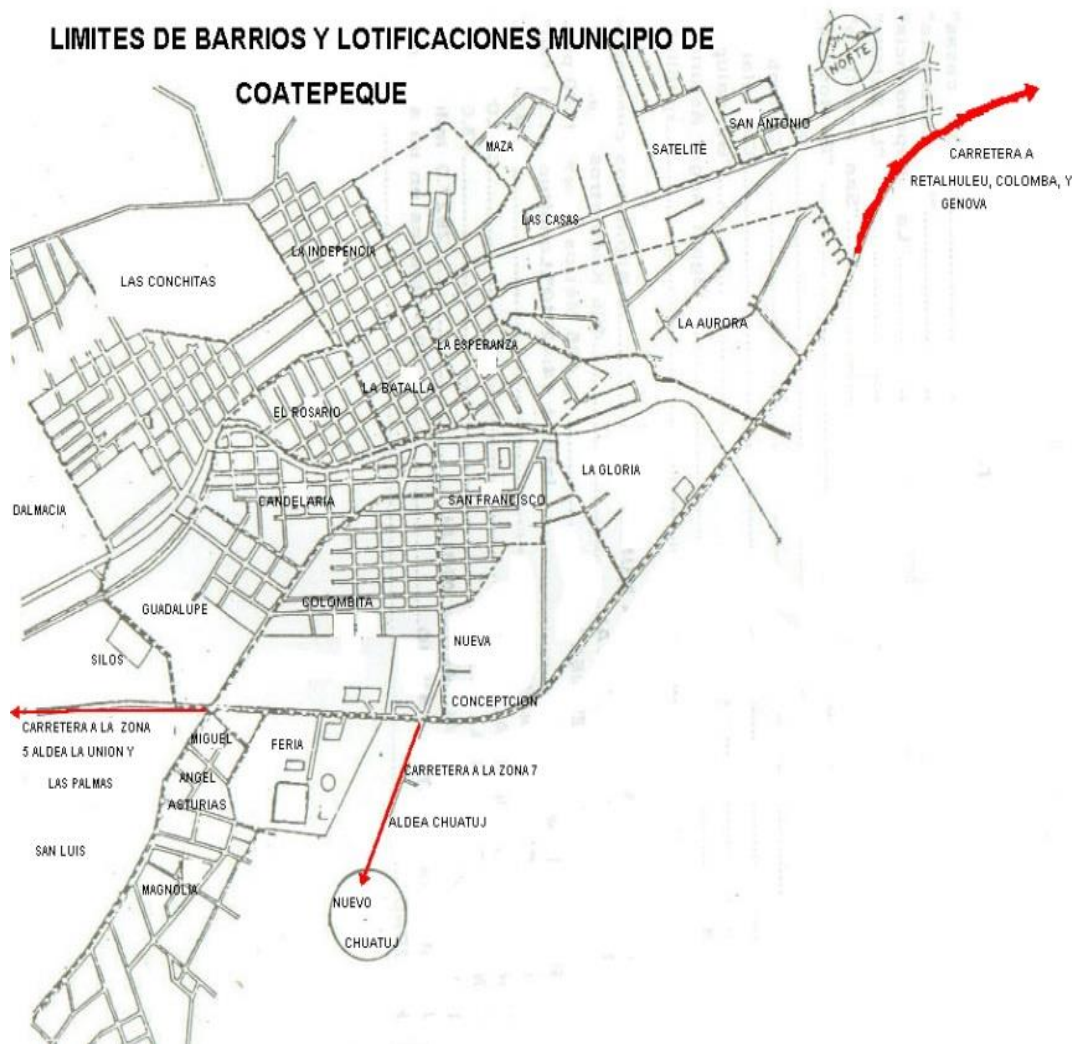 LIMITES DE BARRIOS Y LOTIFICACIONES MUNICIPIO DE
COATEPEQUE
NORTE
SAN ANTONIO
MAZA
SATELITE
CARRETERA A
RETALHULEU, COLOMBA, Y
GENOVA
LAS CASAS
LA INDEPENCIA
LAS CONCHITAS
LA AURORA
LA ESPERANZA
LA BATALLA
EL ROSARIO
LA GLORIA
CANDELARIA
SAN FRANCISCO
DALMACIA
GUADALUPE
COLOMBITA
NUEVA
CONCEPTCION
SILOS
CARRETERA A LA ZONA
5 ALDEA LA UNION Y
LAS PALMAS
MIGUEL
ANGEL
ASTURIAS
FERIA
CARRETERA A LA ZONA 7
ALDEA CHUATUJ
SAN LUIS
MAGNOLIA
NUEVO
CHUATUJ